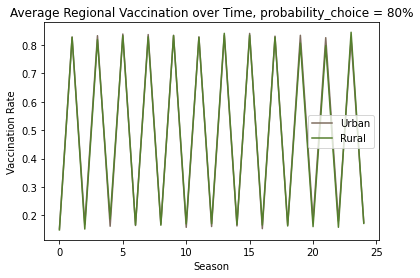 Average Regional Vaccination over Time, probability_choice = 80%
0.8
0.7
0.6
0.5
0.4
0.3
0.2
Vaccination Rate
Urban
Rural
0 5 10 15 20 25
Season